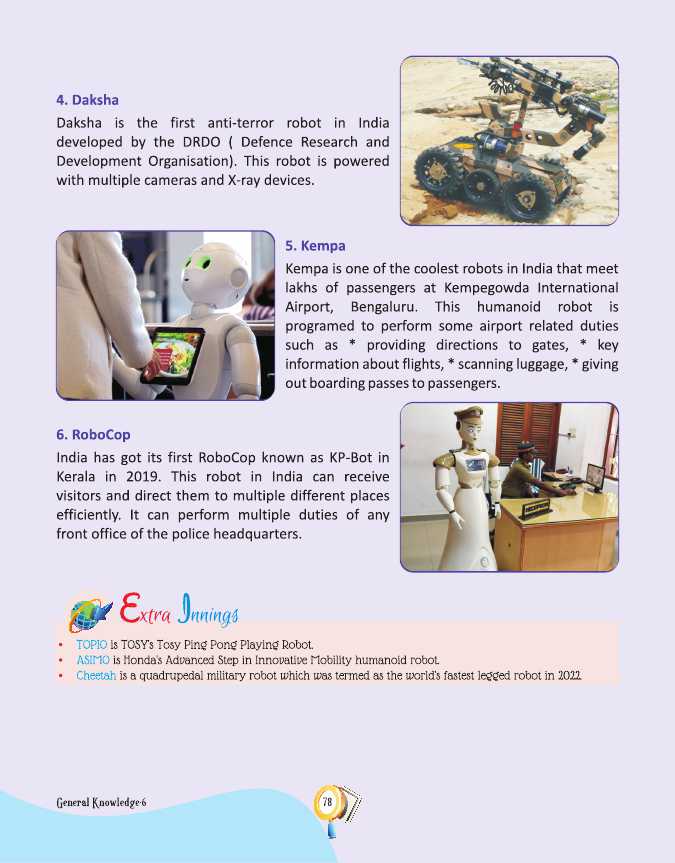 4. Daksha
Daksha is the first anti-terror robot in India
developed by the DRDO ( Defence Research and
Development Organisation). This robot is powered
with multiple cameras and X-ray devices.
5. Kempa
Kempa is one of the coolest robots in India that meet
lakhs of passengers at Kempegowda International
Airport, Bengaluru. This humanoid robot is
programed to perform some airport related duties
such as * providing directions to gates, * key
information about flights, * scanning luggage, * giving
out boarding passes to passengers.
6. RoboCop
India has got its first RoboCop known as KP-Bot in
Kerala in 2019. This robot in India can receive
visitors and direct them to multiple different places
efficiently. It can perform multiple duties of any
front office of the police headquarters.
Extra Innings
• TOPIO is TOSY's Tosy Ping Pong Playing Robot.
• ASIMO is Honda's Advanced Step in Innovative Mobility humanoid robot.
• Cheetah is a quadrupedal military robot which was termed as the world's fastest legged robot in 2022.
General Knowledge-6
78